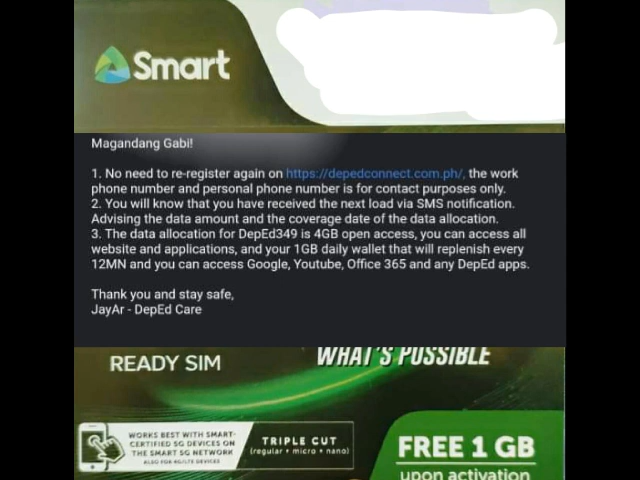 Smart
Magandang Gabi!
1. No need to re-register again on https://depedconnect.com.ph/, the work
phone number and personal phone number is for contact purposes only.
2. You will know that you have received the next load via SMS notification.
Advising the data amount and the coverage date of the data allocation.
3. The data allocation for DepEd349 is 4GB open access, you can access all
website and applications, and your 1GB daily wallet that will replenish every
12MN and you can access Google, Youtube, Office 365 and any DepEd apps.
Thank you and stay safe,
JayAr - DepEd Care
READY SIM
WHAT'S POSSIBLE
WORKS BEST WITH SMART-
CERTIFIED 5G DEVICES ON
THE SMART 5G NETWORK
ALSO FOR 4G/LTE DEVICES
TRIPLE CUT
(regular • micro • nano)
FREE 1 GB
upon activation